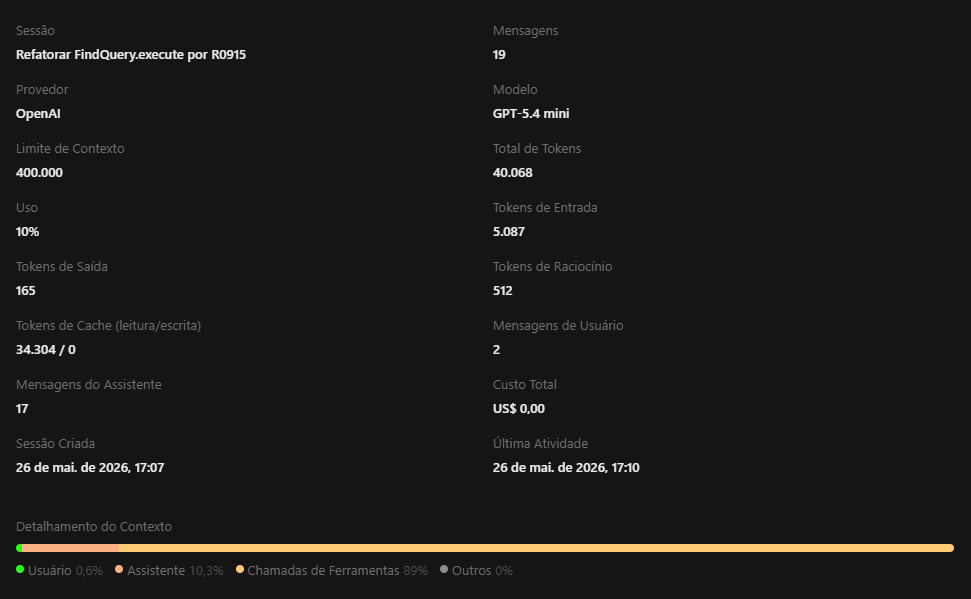 Sessão
Mensagens
Refatorar FindQuery.execute por R0915
19
Provedor
Modelo
OpenAI
GPT-5.4 mini
Limite de Contexto
Total de Tokens
400.000
40.068
Uso
Tokens de Entrada
10%
5.087
Tokens de Saída
Tokens de Raciocínio
165
512
Tokens de Cache (leitura/escrita)
Mensagens de Usuário
34.304 / 0
2
Mensagens do Assistente
Custo Total
17
US$ 0,00
Sessão Criada
Última Atividade
26 de mai. de 2026, 17:07
26 de mai. de 2026, 17:10
Detalhamento do Contexto
Usuário 0,6% Assistente 10,3% Chamadas de Ferramentas 89% Outros 0%